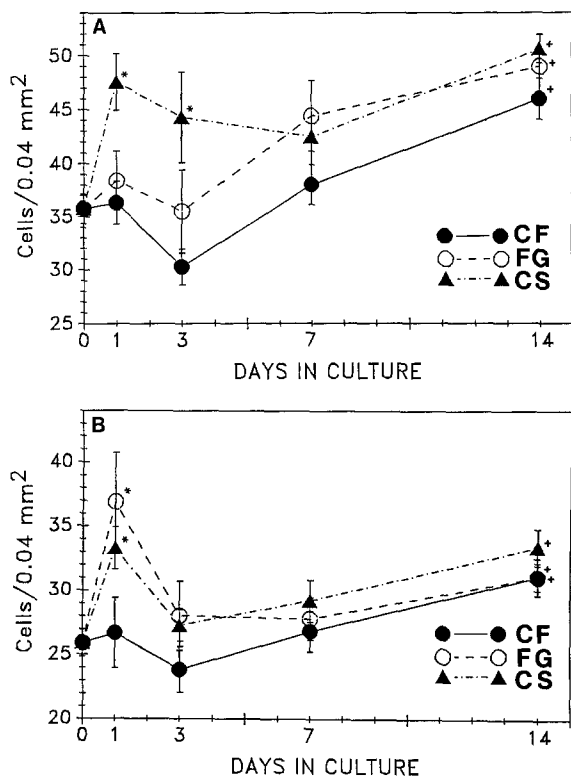 A
Cells/0.04 mm²
50
45
40
35
30
25
* * + + +
CF
FG
CS
0 1 3 7 14
DAYS IN CULTURE
B
Cells/0.04 mm²
40
35
30
25
20
* * + + +
CF
FG
CS
0 1 3 7 14
DAYS IN CULTURE